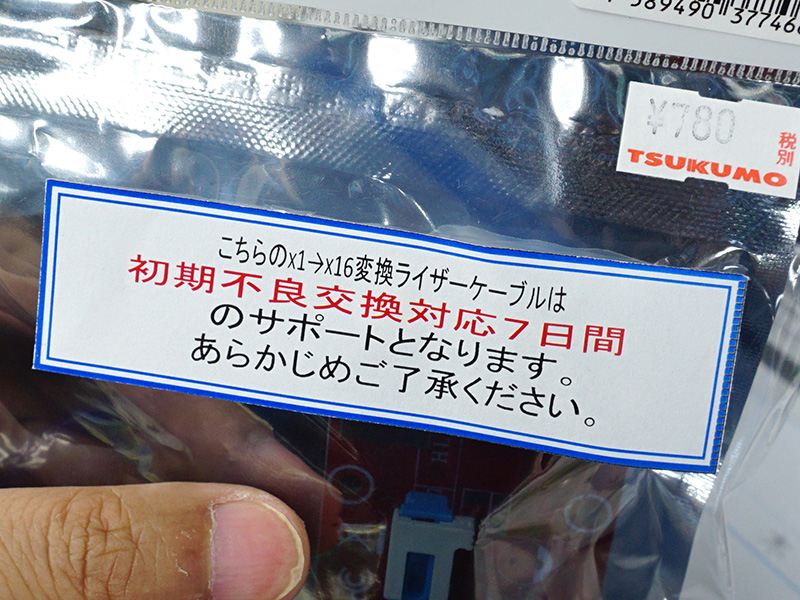 589490 37746
¥780
税別
TSUKUMO
こちらのx1→x16変換ライザーケーブルは
初期不良交換対応7日間
のサポートとなります。
あらかじめご了承ください。